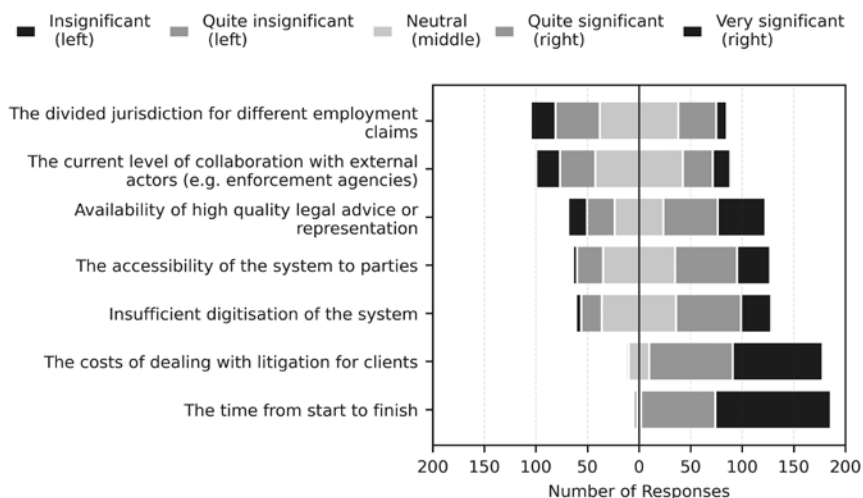 Insignificant (left)
Quite insignificant (left)
Neutral (middle)
Quite significant (right)
Very significant (right)
The divided jurisdiction for different employment
claims
The current level of collaboration with external
actors (e.g. enforcement agencies)
Availability of high quality legal advice or
representation
The accessibility of the system to parties
Insufficient digitisation of the system
The costs of dealing with litigation for clients
The time from start to finish
200 150 100 50 0 50 100 150 200
Number of Responses